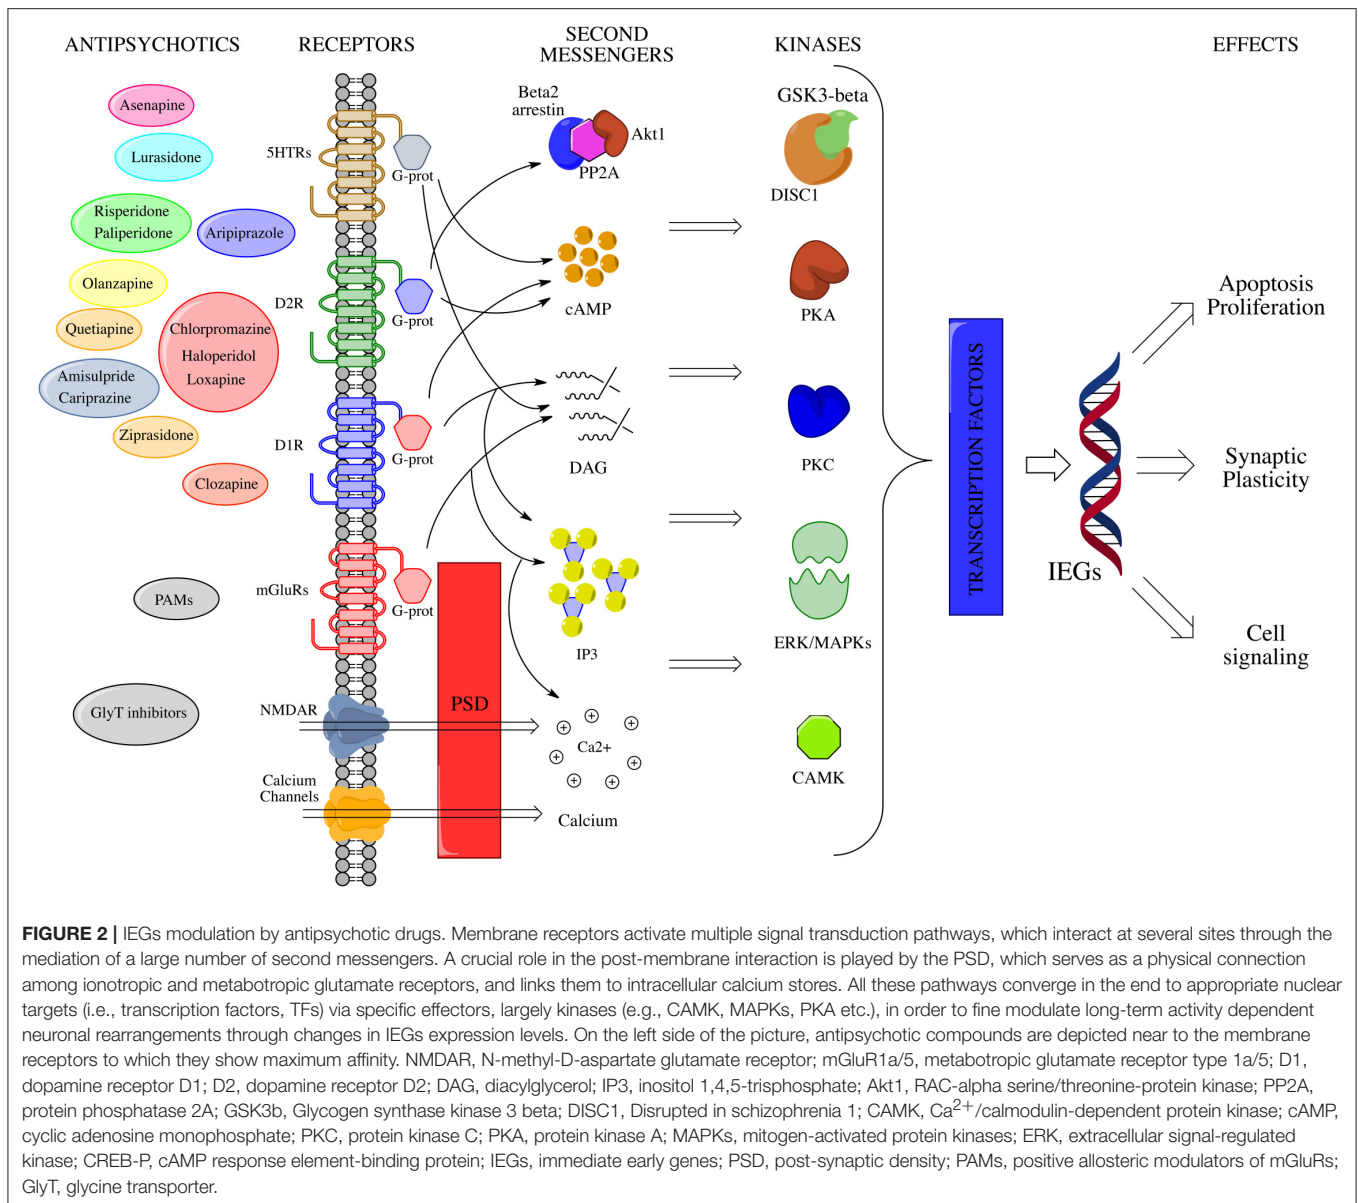 ANTIPSYCHOTICS
RECEPTORS
SECOND
MESSENGERS
KINASES
EFFECTS
Asenapine
Lurasidone
Risperidone
Paliperidone
Aripiprazole
Olanzapine
Quetiapine
Chlorpromazine
Haloperidol
Loxapine
Amisulpride
Cariprazine
Ziprasidone
Clozapine
PAMs
GlyT inhibitors
5HTRs
G-prot
D2R
G-prot
D1R
G-prot
mGluRs
G-prot
NMDAR
Calcium
Channels
PSD
Beta2
arrestin
Akt1
PP2A
cAMP
DAG
IP3
Ca2+
Calcium
GSK3-beta
DISC1
PKA
PKC
ERK/MAPKs
CAMK
TRANSCRIPTION FACTORS
IEGs
Apoptosis
Proliferation
Synaptic
Plasticity
Cell
signaling
FIGURE 2 | IEGs modulation by antipsychotic drugs. Membrane receptors activate multiple signal transduction pathways, which interact at several sites through the
mediation of a large number of second messengers. A crucial role in the post-membrane interaction is played by the PSD, which serves as a physical connection
among ionotropic and metabotropic glutamate receptors, and links them to intracellular calcium stores. All these pathways converge in the end to appropriate nuclear
targets (i.e., transcription factors, TFs) via specific effectors, largely kinases (e.g., CAMK, MAPKs, PKA etc.), in order to fine modulate long-term activity dependent
neuronal rearrangements through changes in IEGs expression levels. On the left side of the picture, antipsychotic compounds are depicted near to the membrane
receptors to which they show maximum affinity. NMDAR, N-methyl-D-aspartate glutamate receptor; mGluR1a/5, metabotropic glutamate receptor type 1a/5; D1,
dopamine receptor D1; D2, dopamine receptor D2; DAG, diacylglycerol; IP3, inositol 1,4,5-trisphosphate; Akt1, RAC-alpha serine/threonine-protein kinase; PP2A,
protein phosphatase 2A; GSK3b, Glycogen synthase kinase 3 beta; DISC1, Disrupted in schizophrenia 1; CAMK, Ca²⁺/calmodulin-dependent protein kinase; cAMP,
cyclic adenosine monophosphate; PKC, protein kinase C; PKA, protein kinase A; MAPKs, mitogen-activated protein kinases; ERK, extracellular signal-regulated
kinase; CREB-P, cAMP response element-binding protein; IEGs, immediate early genes; PSD, post-synaptic density; PAMs, positive allosteric modulators of mGluRs;
GlyT, glycine transporter.